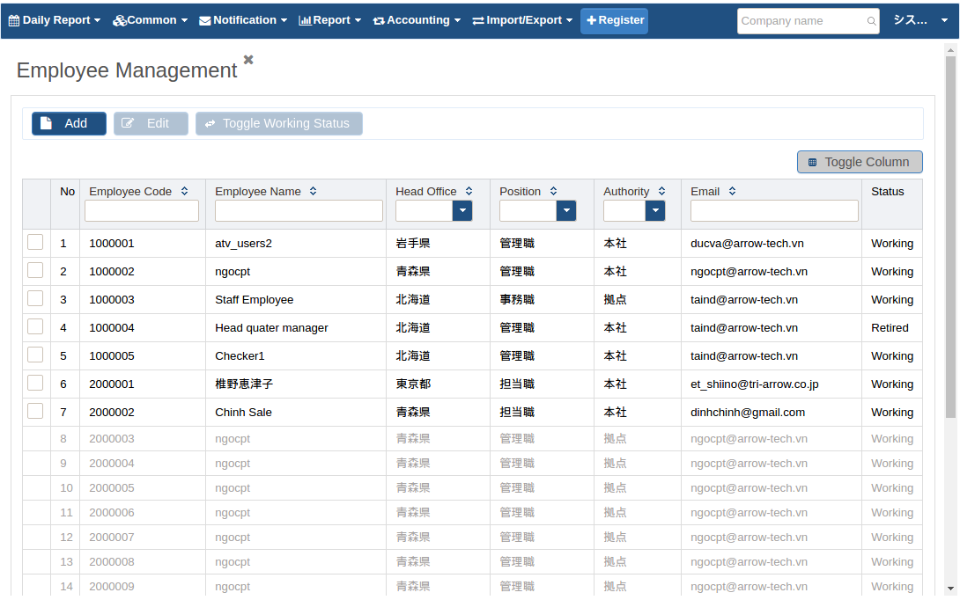 Daily Report Common Notification Report Accounting Import/Export Register Company name シス...
Employee Management
Add Edit Toggle Working Status
Toggle Column
No Employee Code Employee Name Head Office Position Authority Email Status
1 1000001 atv_users2 岩手県 管理職 本社 ducva@arrow-tech.vn Working
2 1000002 ngocpt 青森県 管理職 本社 ngocpt@arrow-tech.vn Working
3 1000003 Staff Employee 北海道 事務職 拠点 taind@arrow-tech.vn Working
4 1000004 Head quater manager 北海道 管理職 本社 taind@arrow-tech.vn Retired
5 1000005 Checker1 北海道 管理職 本社 taind@arrow-tech.vn Working
6 2000001 椎野恵津子 東京都 担当職 本社 et_shiino@tri-arrow.co.jp Working
7 2000002 Chinh Sale 青森県 担当職 本社 dinhchinh@gmail.com Working
8 2000003 ngocpt 青森県 管理職 拠点 ngocpt@arrow-tech.vn Working
9 2000004 ngocpt 青森県 管理職 拠点 ngocpt@arrow-tech.vn Working
10 2000005 ngocpt 青森県 管理職 拠点 ngocpt@arrow-tech.vn Working
11 2000006 ngocpt 青森県 管理職 拠点 ngocpt@arrow-tech.vn Working
12 2000007 ngocpt 青森県 管理職 拠点 ngocpt@arrow-tech.vn Working
13 2000008 ngocpt 青森県 管理職 拠点 ngocpt@arrow-tech.vn Working
14 2000009 ngocpt 青森県 管理職 拠点 ngocpt@arrow-tech.vn Working